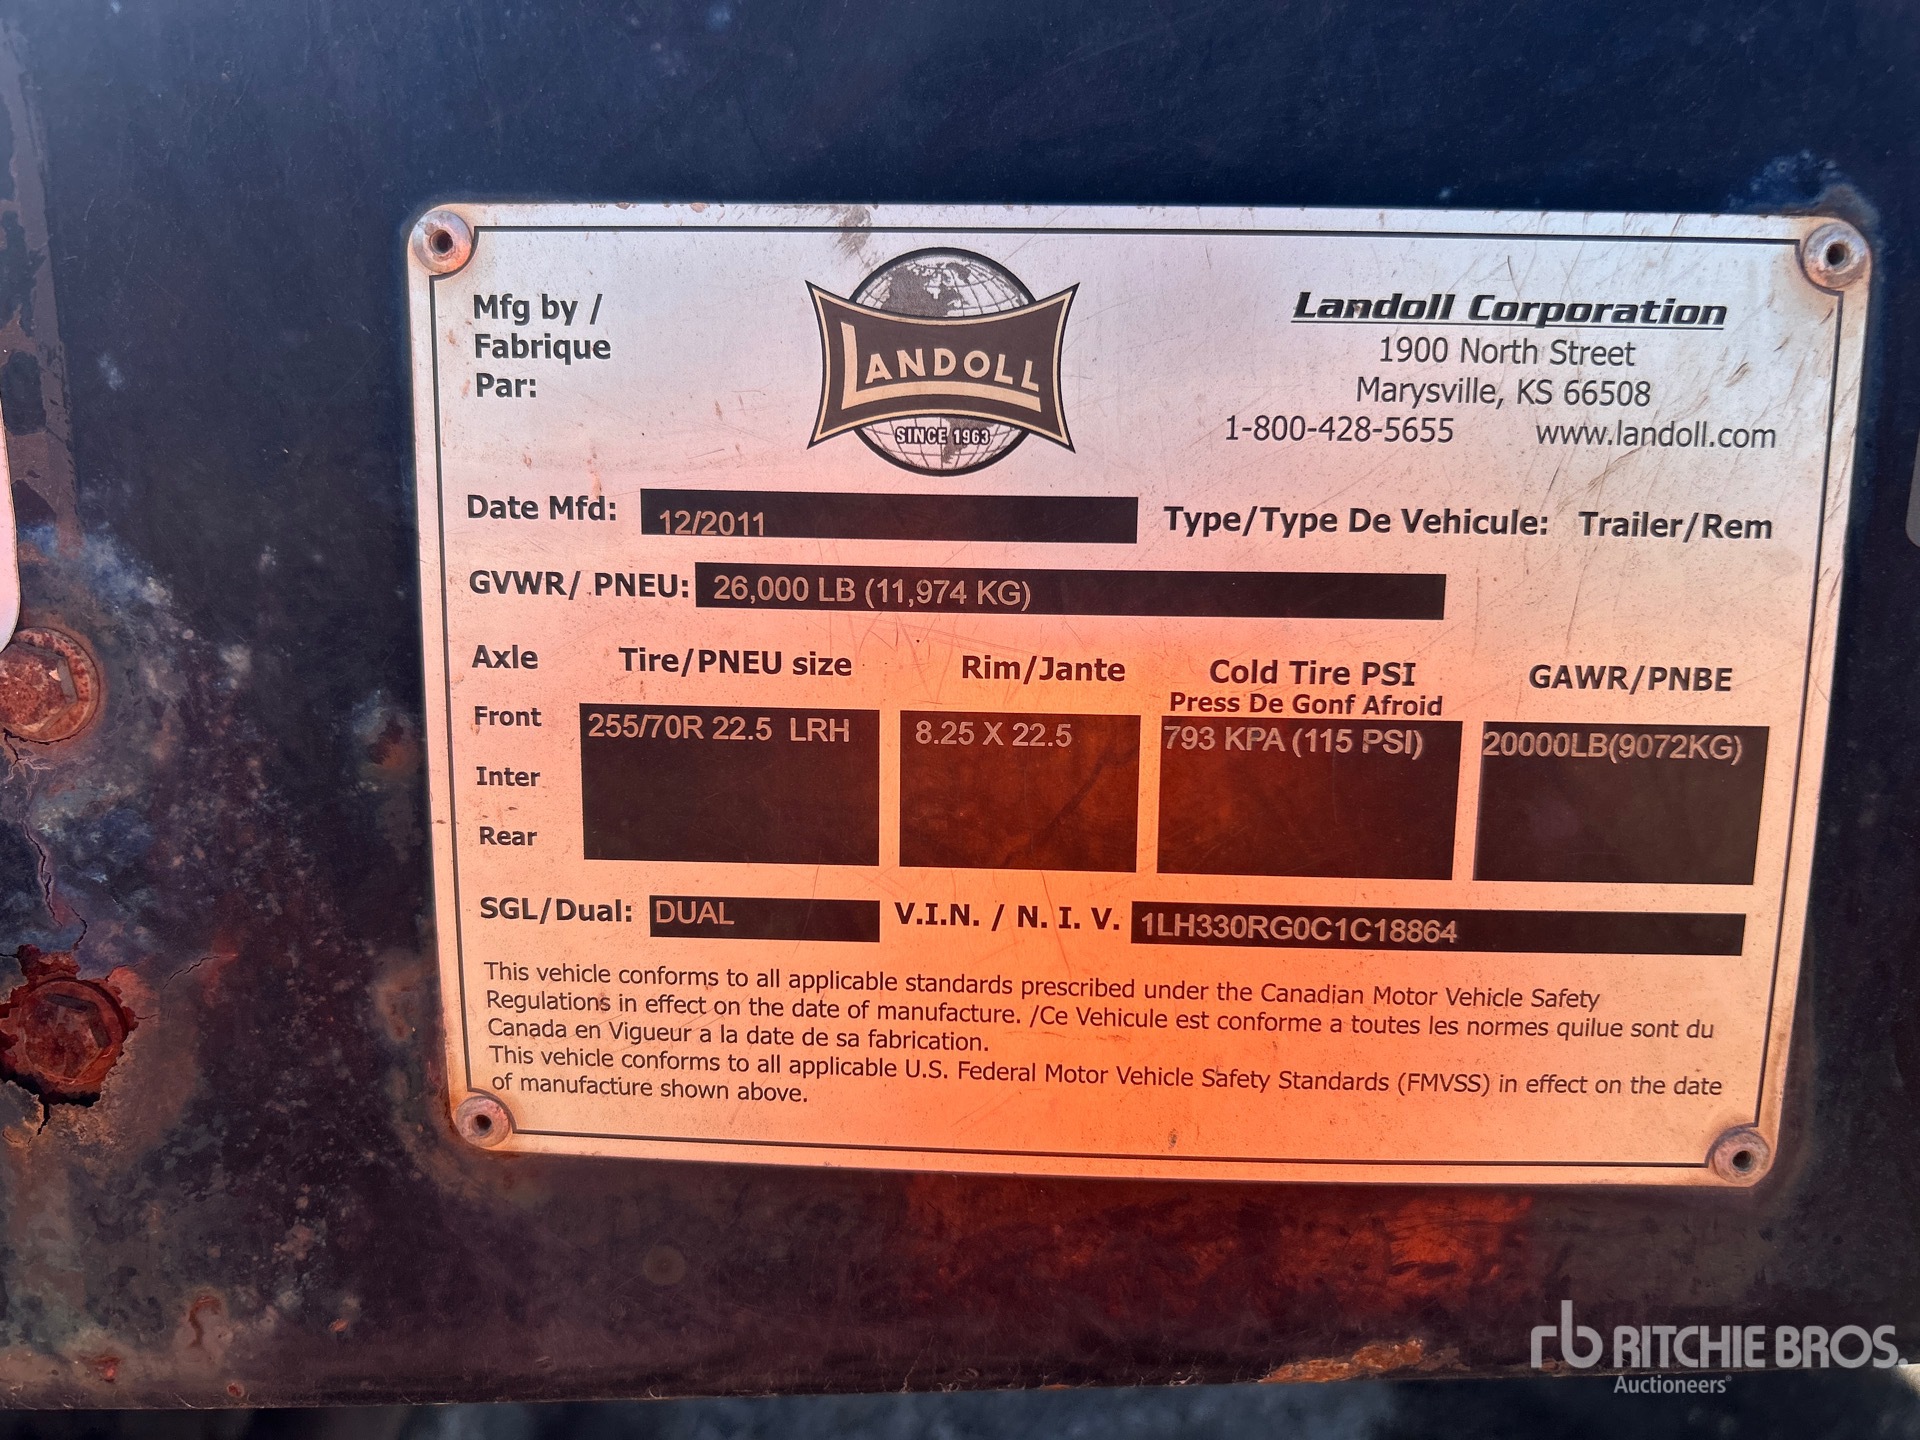 Mfg by /
Fabrique
Par:
LANDOLL
SINCE 1963
Landoll Corporation
1900 North Street
Marysville, KS 66508
1-800-428-5655 www.landoll.com
Date Mfd: 12/2011 Type/Type De Vehicule: Trailer/Rem
GVWR/ PNEU: 26,000 LB (11,974 KG)
Axle Tire/PNEU size Rim/Jante Cold Tire PSI GAWR/PNBE
Press De Gonf Afroid
Front 255/70R 22.5 LRH 8.25 X 22.5 793 KPA (115 PSI) 20000LB(9072KG)
Inter
Rear
SGL/Dual: DUAL V.I.N. / N. I. V. 1LH330RG0C1C18864
This vehicle conforms to all applicable standards prescribed under the Canadian Motor Vehicle Safety
Regulations in effect on the date of manufacture. /Ce Vehicule est conforme a toutes les normes quilue sont du
Canada en Vigueur a la date de sa fabrication.
This vehicle conforms to all applicable U.S. Federal Motor Vehicle Safety Standards (FMVSS) in effect on the date
of manufacture shown above.
rb RITCHIE BROS.
Auctioneers